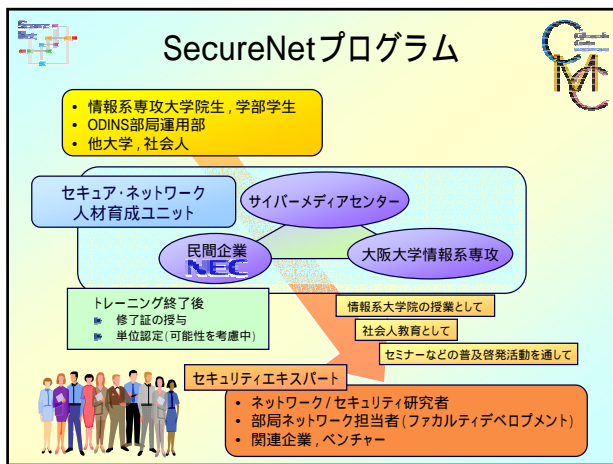 SecureNetプログラム
• 情報系専攻大学院生 , 学部学生
• ODINS部局運用部
• 他大学 , 社会人
セキュア・ネットワーク
人材育成ユニット
サイバーメディアセンター
民間企業
NEC
大阪大学情報系専攻
トレーニング終了後
修了証の授与
単位認定(可能性を考慮中)
情報系大学院の授業として
社会人教育として
セミナーなどの普及啓発活動を通して
セキュリティエキスパート
• ネットワーク/セキュリティ研究者
• 部局ネットワーク担当者(ファカルティデベロプメント)
• 関連企業 , ベンチャー